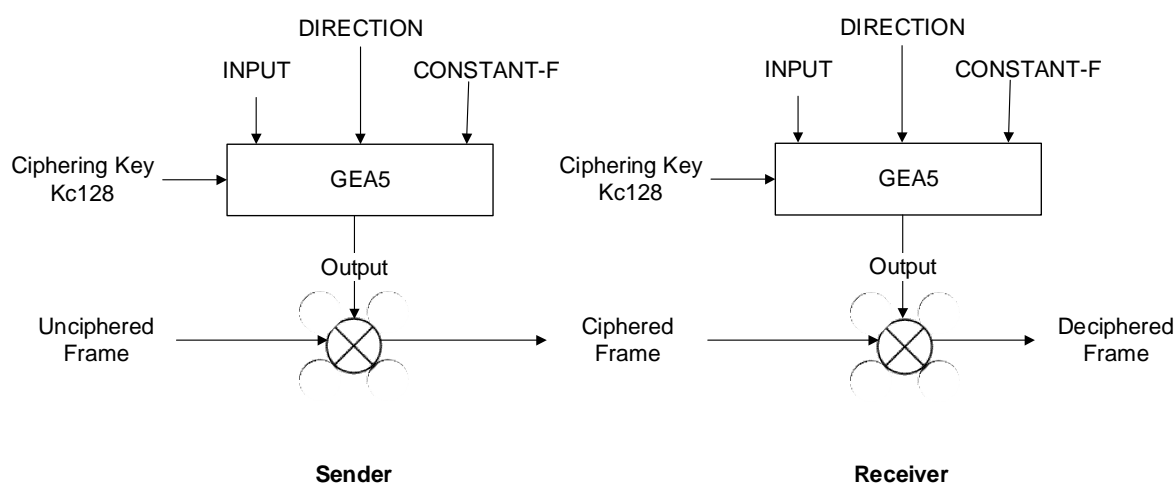 DIRECTION
INPUT
CONSTANT-F
Ciphering Key
Kc128
GEA5
Output
Unciphered
Frame
Sender
DIRECTION
INPUT
CONSTANT-F
Ciphering Key
Kc128
GEA5
Output
Ciphered
Frame
Deciphered
Frame
Receiver